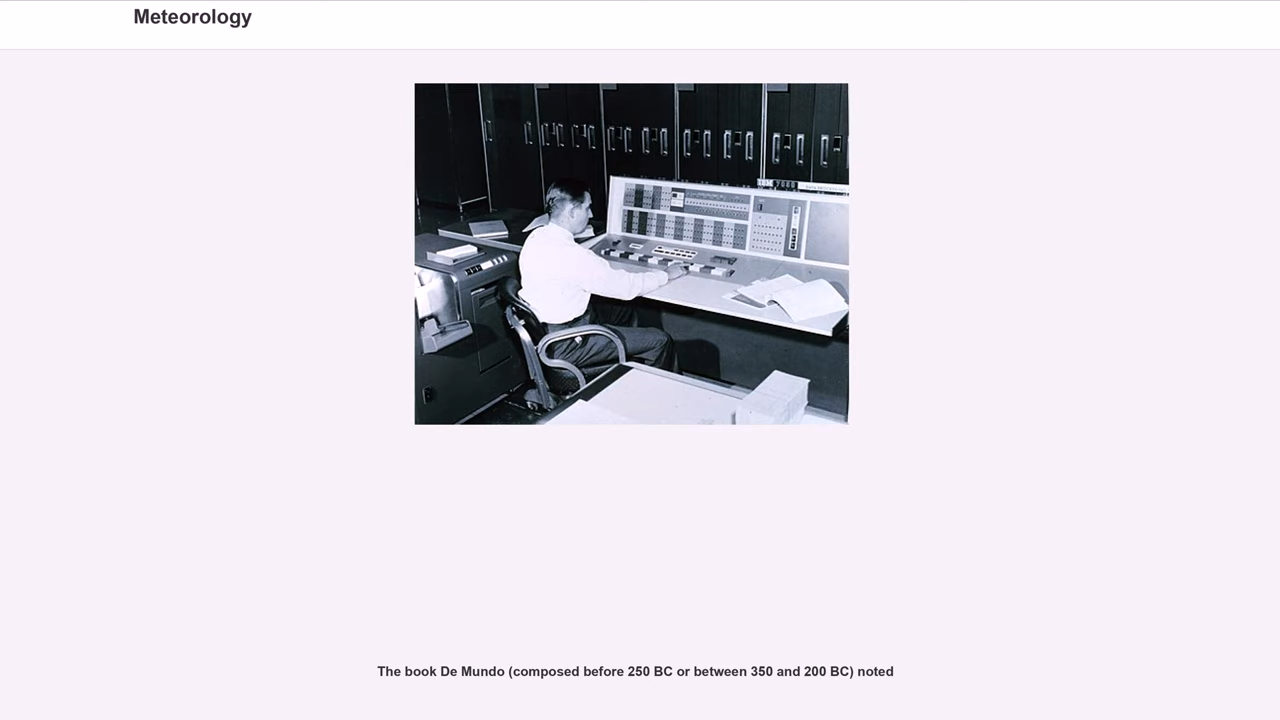 Meteorology
The book De Mundo (composed before 250 BC or between 350 and 200 BC) noted